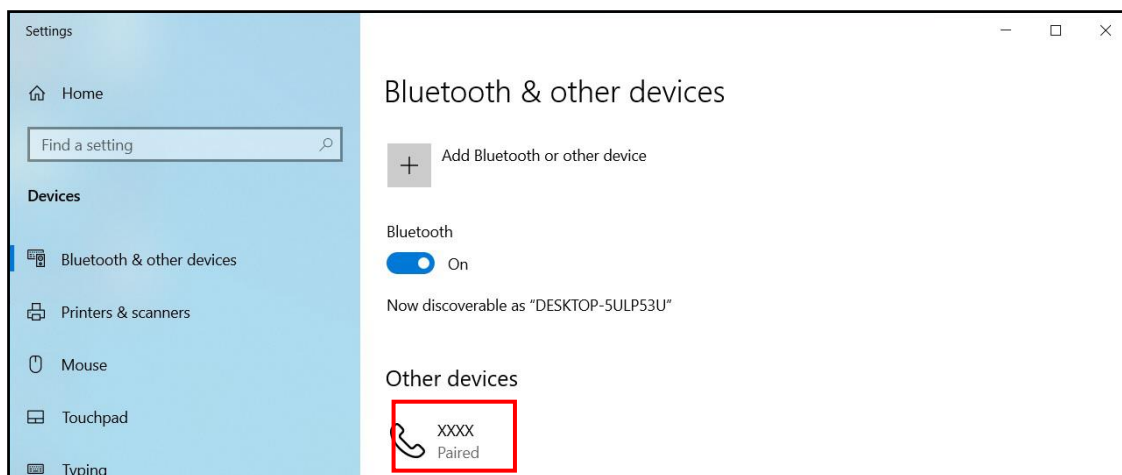 Settings
Home
Find a setting
Devices
Bluetooth & other devices
Printers & scanners
Mouse
Touchpad
Typing
Bluetooth & other devices
Add Bluetooth or other device
Bluetooth
On
Now discoverable as “DESKTOP-5ULP53U”
Other devices
XXXX
Paired